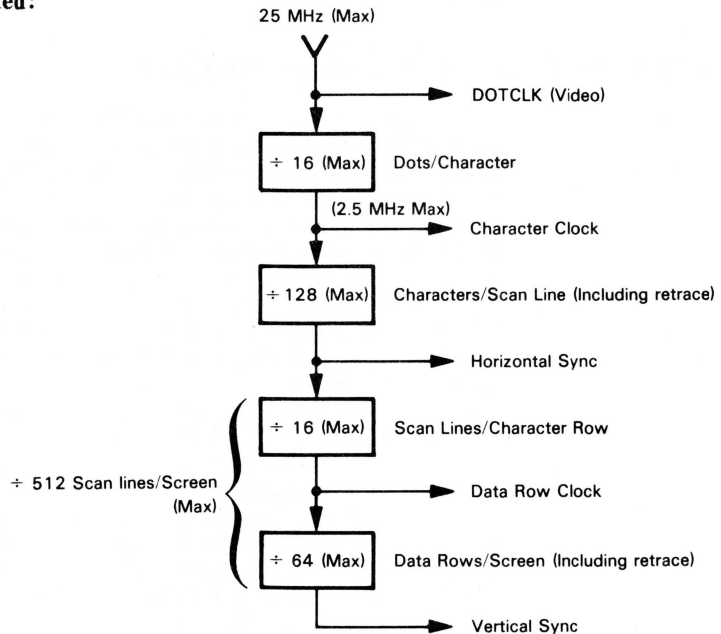 25 MHz (Max)
DOTCLK (Video)
÷ 16 (Max)
Dots/Character
(2.5 MHz Max)
Character Clock
÷ 128 (Max)
Characters/Scan Line (Including retrace)
Horizontal Sync
÷ 16 (Max)
Scan Lines/Character Row
÷ 512 Scan lines/Screen
(Max)
Data Row Clock
÷ 64 (Max)
Data Rows/Screen (Including retrace)
Vertical Sync